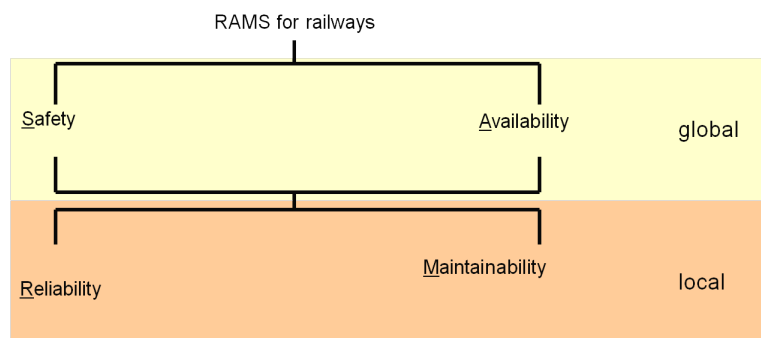 RAMS for railways
Safety
Availability
global
Maintainability
Reliability
local